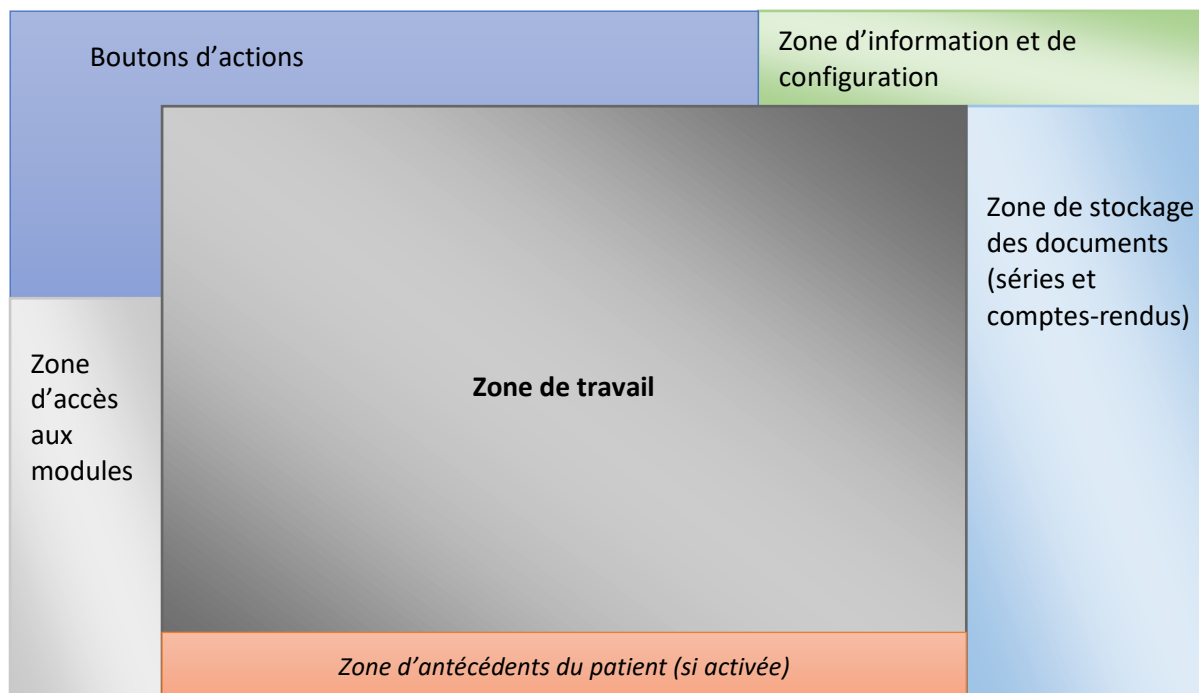 Boutons d’actions
Zone d’information et de
configuration
Zone de stockage
des documents
(séries et
comptes-rendus)
Zone
d’accès
aux
modules
Zone de travail
Zone d’antécédents du patient (si activée)